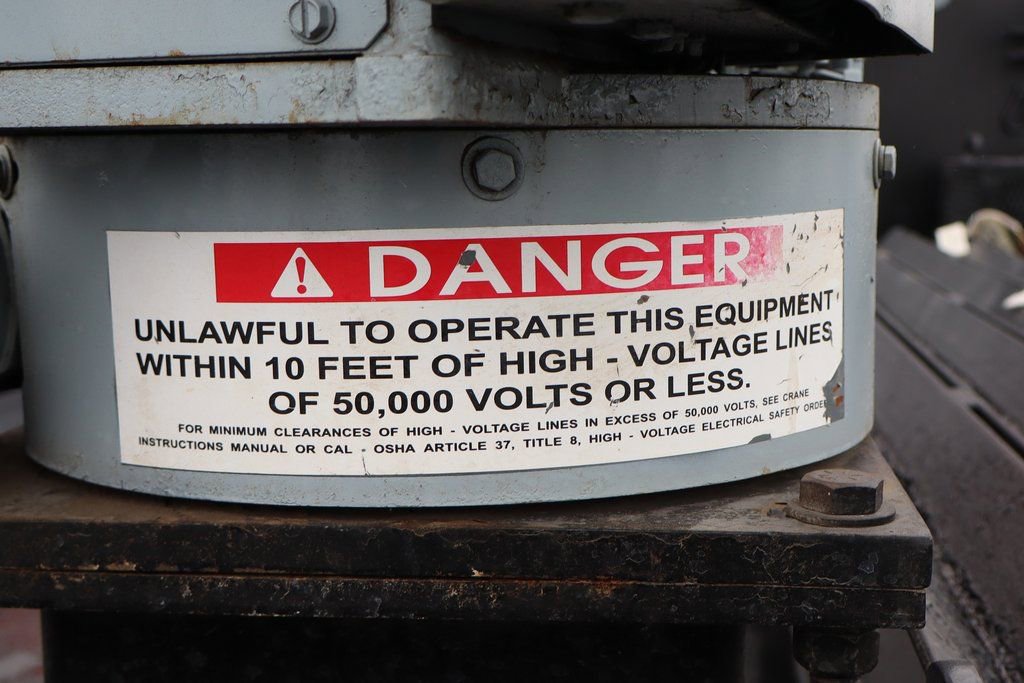 DANGER
UNLAWFUL TO OPERATE THIS EQUIPMENT
WITHIN 10 FEET OF HIGH - VOLTAGE LINES
OF 50,000 VOLTS OR LESS.
FOR MINIMUM CLEARANCES OF HIGH - VOLTAGE LINES IN EXCESS OF 50,000 VOLTS, SEE CRANE
INSTRUCTIONS MANUAL OR CAL - OSHA ARTICLE 37, TITLE 8, HIGH - VOLTAGE ELECTRICAL SAFETY ORDE